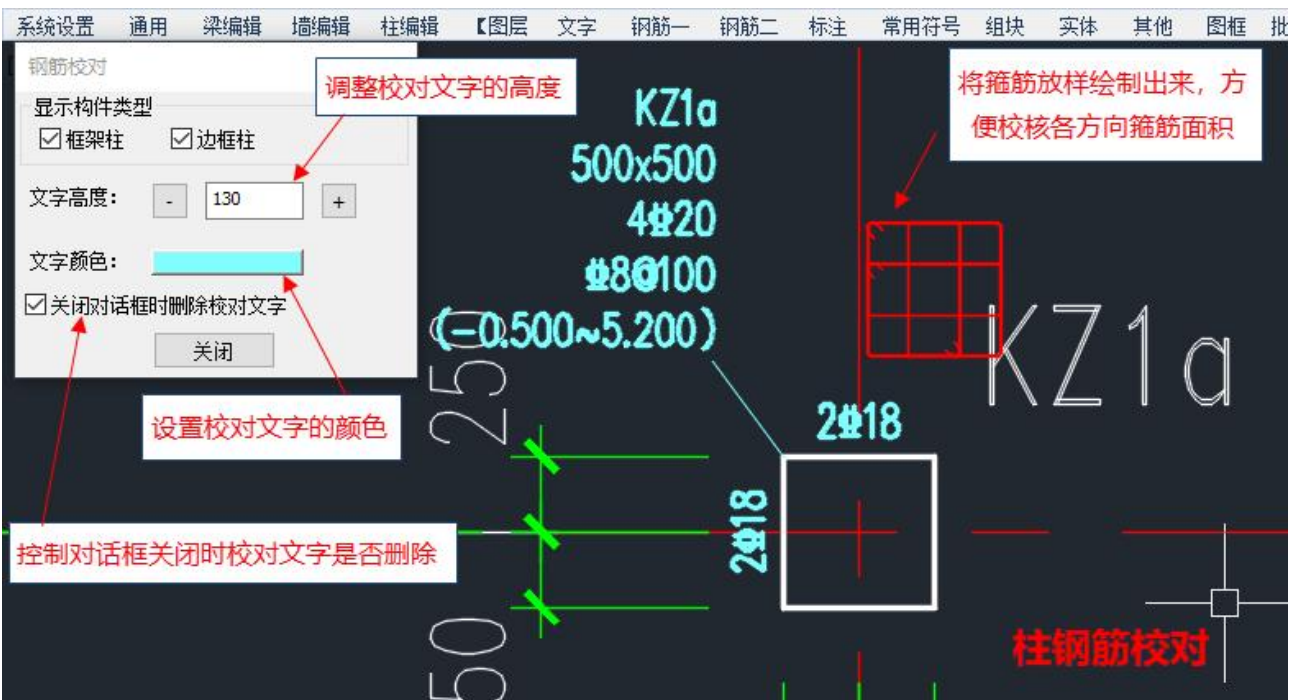 系统设置 通用 梁编辑 墙编辑 柱编辑 【图层 文字 钢筋一 钢筋二 标注 常用符号 组块 实体 其他 图框 批
钢筋校对
显示构件类型
框架柱 边框柱
文字高度： - 130 +
文字颜色：
关闭对话框时删除校对文字
关闭
调整校对文字的高度
设置校对文字的颜色
控制对话框关闭时校对文字是否删除
将箍筋放样绘制出来，方
便校核各方向箍筋面积
KZ1a
500x500
4⌀20
⌀8@100
(-0.500~5.200)
KZ1a
250
2⌀18
2⌀18
50
柱钢筋校对